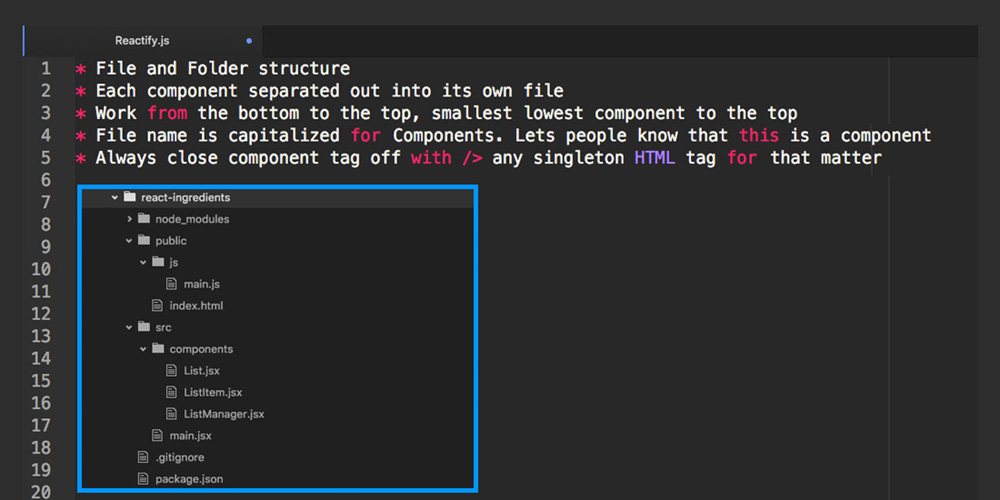 Reactify.js
1 * File and Folder structure
2 * Each component separated out into its own file
3 * Work from the bottom to the top, smallest lowest component to the top
4 * File name is capitalized for Components. Lets people know that this is a component
5 * Always close component tag off with /> any singleton HTML tag for that matter
6
7 react-ingredients
8 node_modules
9 public
10 js
11 main.js
12 index.html
13 src
14 components
15 List.jsx
16 ListItem.jsx
17 ListManager.jsx
18 main.jsx
19 .gitignore
20 package.json